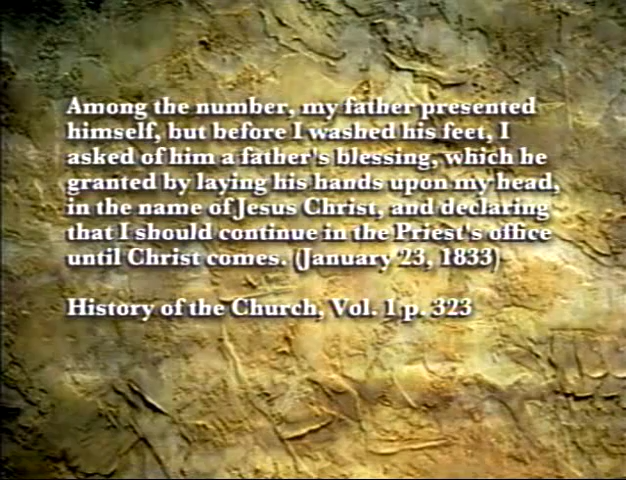 Among the number, my father presented
himself, but before I washed his feet, I
asked of him a father's blessing, which he
granted by laying his hands upon my head,
in the name of Jesus Christ, and declaring
that I should continue in the Priest's office
until Christ comes. (January 23, 1833)
History of the Church, Vol. 1 p. 323